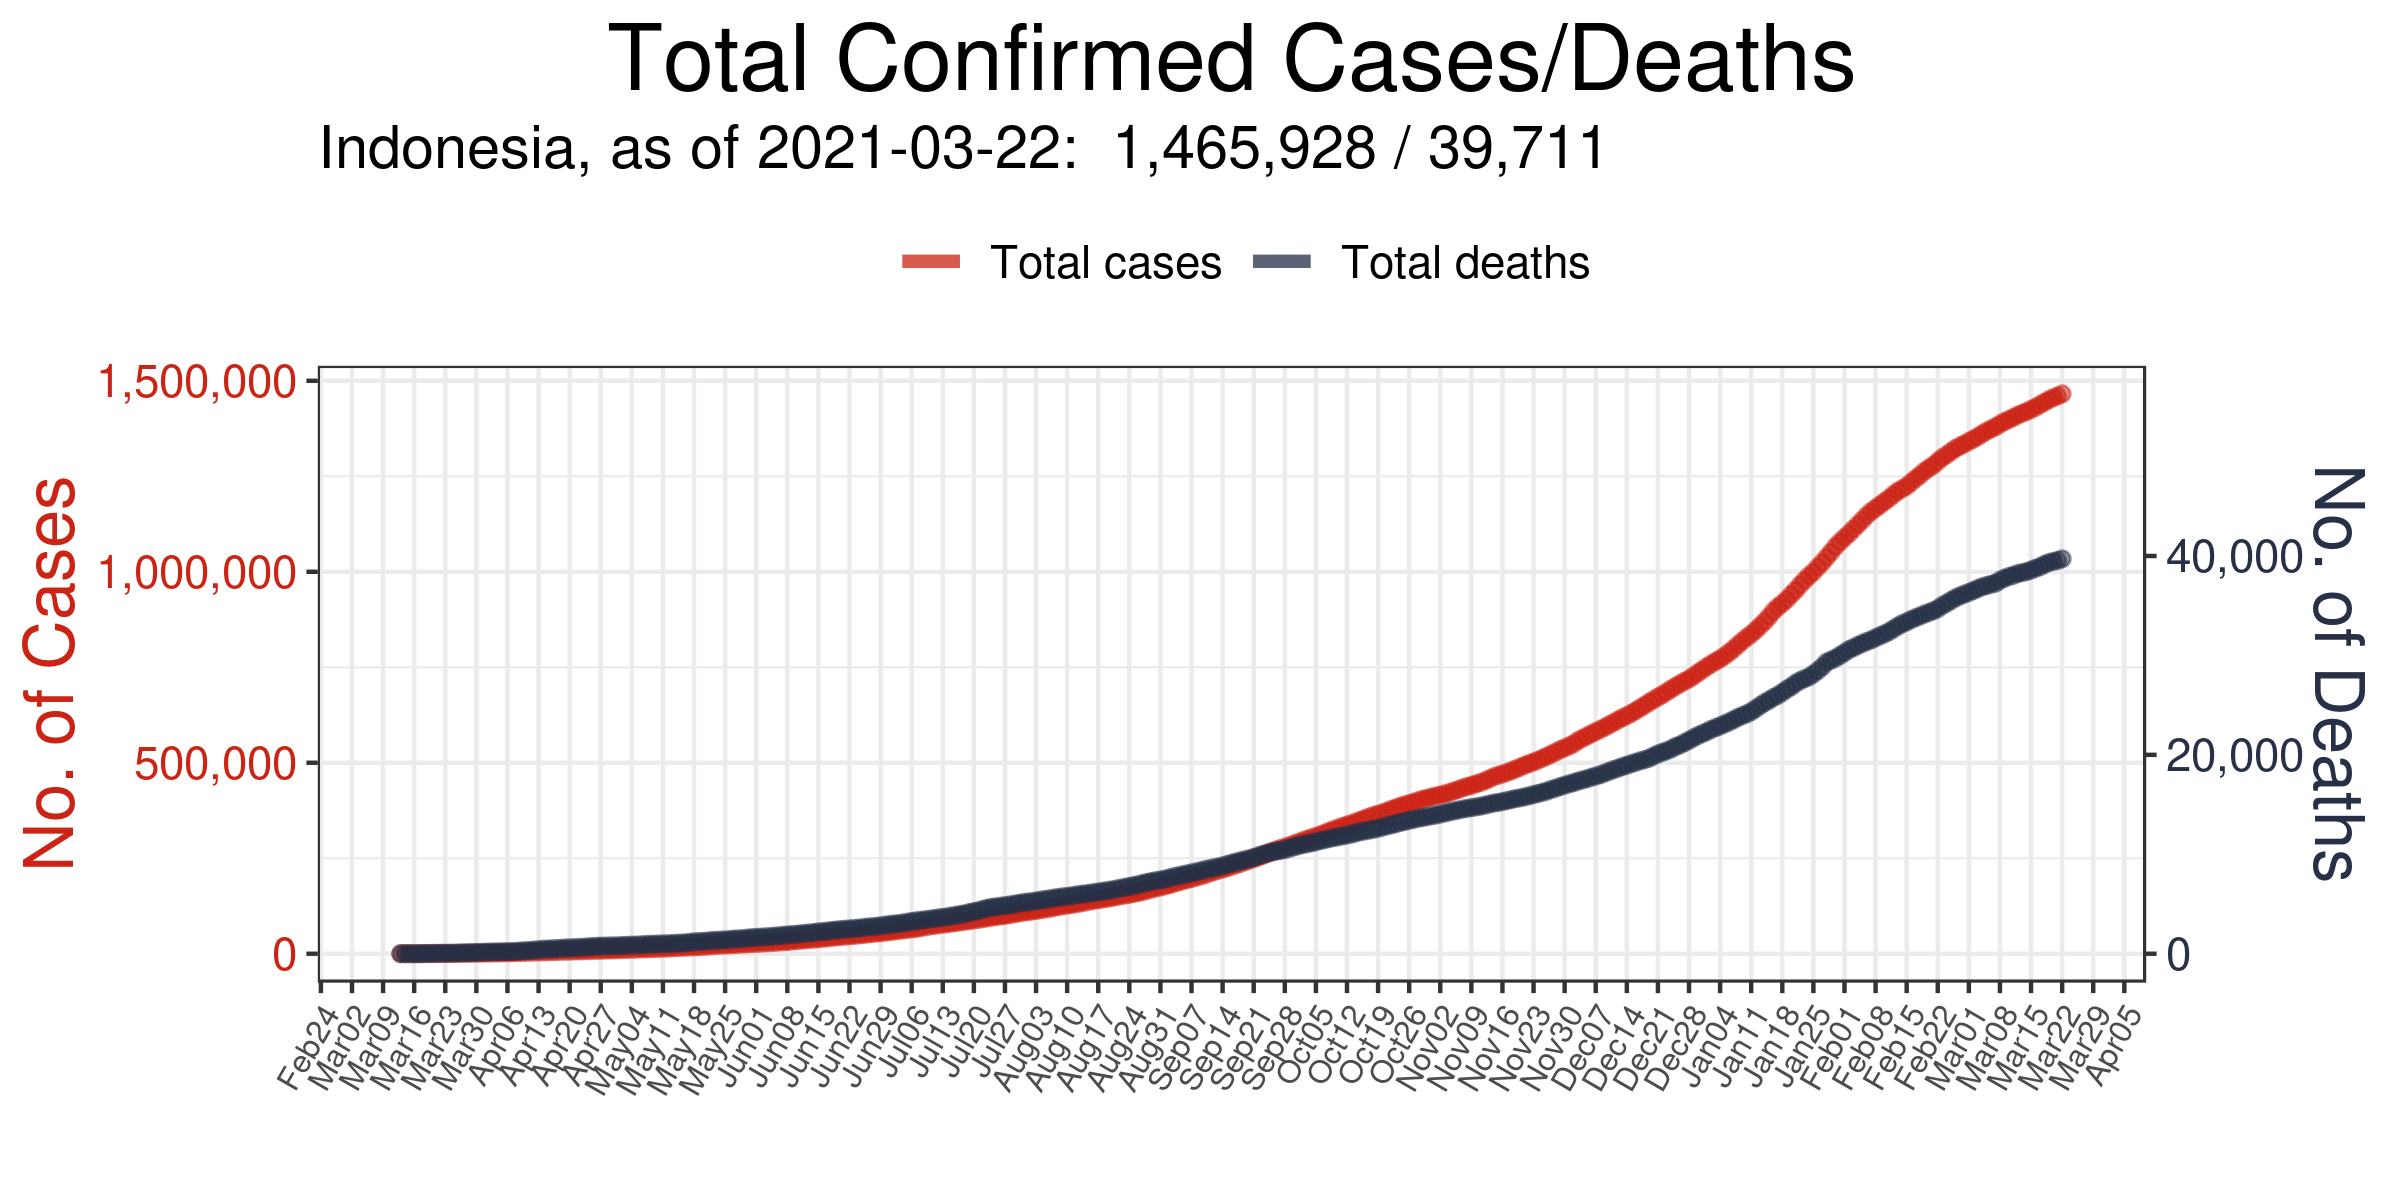 Total Confirmed Cases/Deaths
Indonesia, as of 2021-03-22:  1,465,928 / 39,711
Total cases
Total deaths
No. of Cases
1,500,000
1,000,000
500,000
0
No. of Deaths
40,000
20,000
0
Feb24
Mar02
Mar09
Mar16
Mar23
Mar30
Apr06
Apr13
Apr20
Apr27
May04
May11
May18
May25
Jun01
Jun08
Jun15
Jun22
Jun29
Jul06
Jul13
Jul20
Jul27
Aug03
Aug10
Aug17
Aug24
Aug31
Sep07
Sep14
Sep21
Sep28
Oct05
Oct12
Oct19
Oct26
Nov02
Nov09
Nov16
Nov23
Nov30
Dec07
Dec14
Dec21
Dec28
Jan04
Jan11
Jan18
Jan25
Feb01
Feb08
Feb15
Feb22
Mar01
Mar08
Mar15
Mar22
Mar29
Apr05